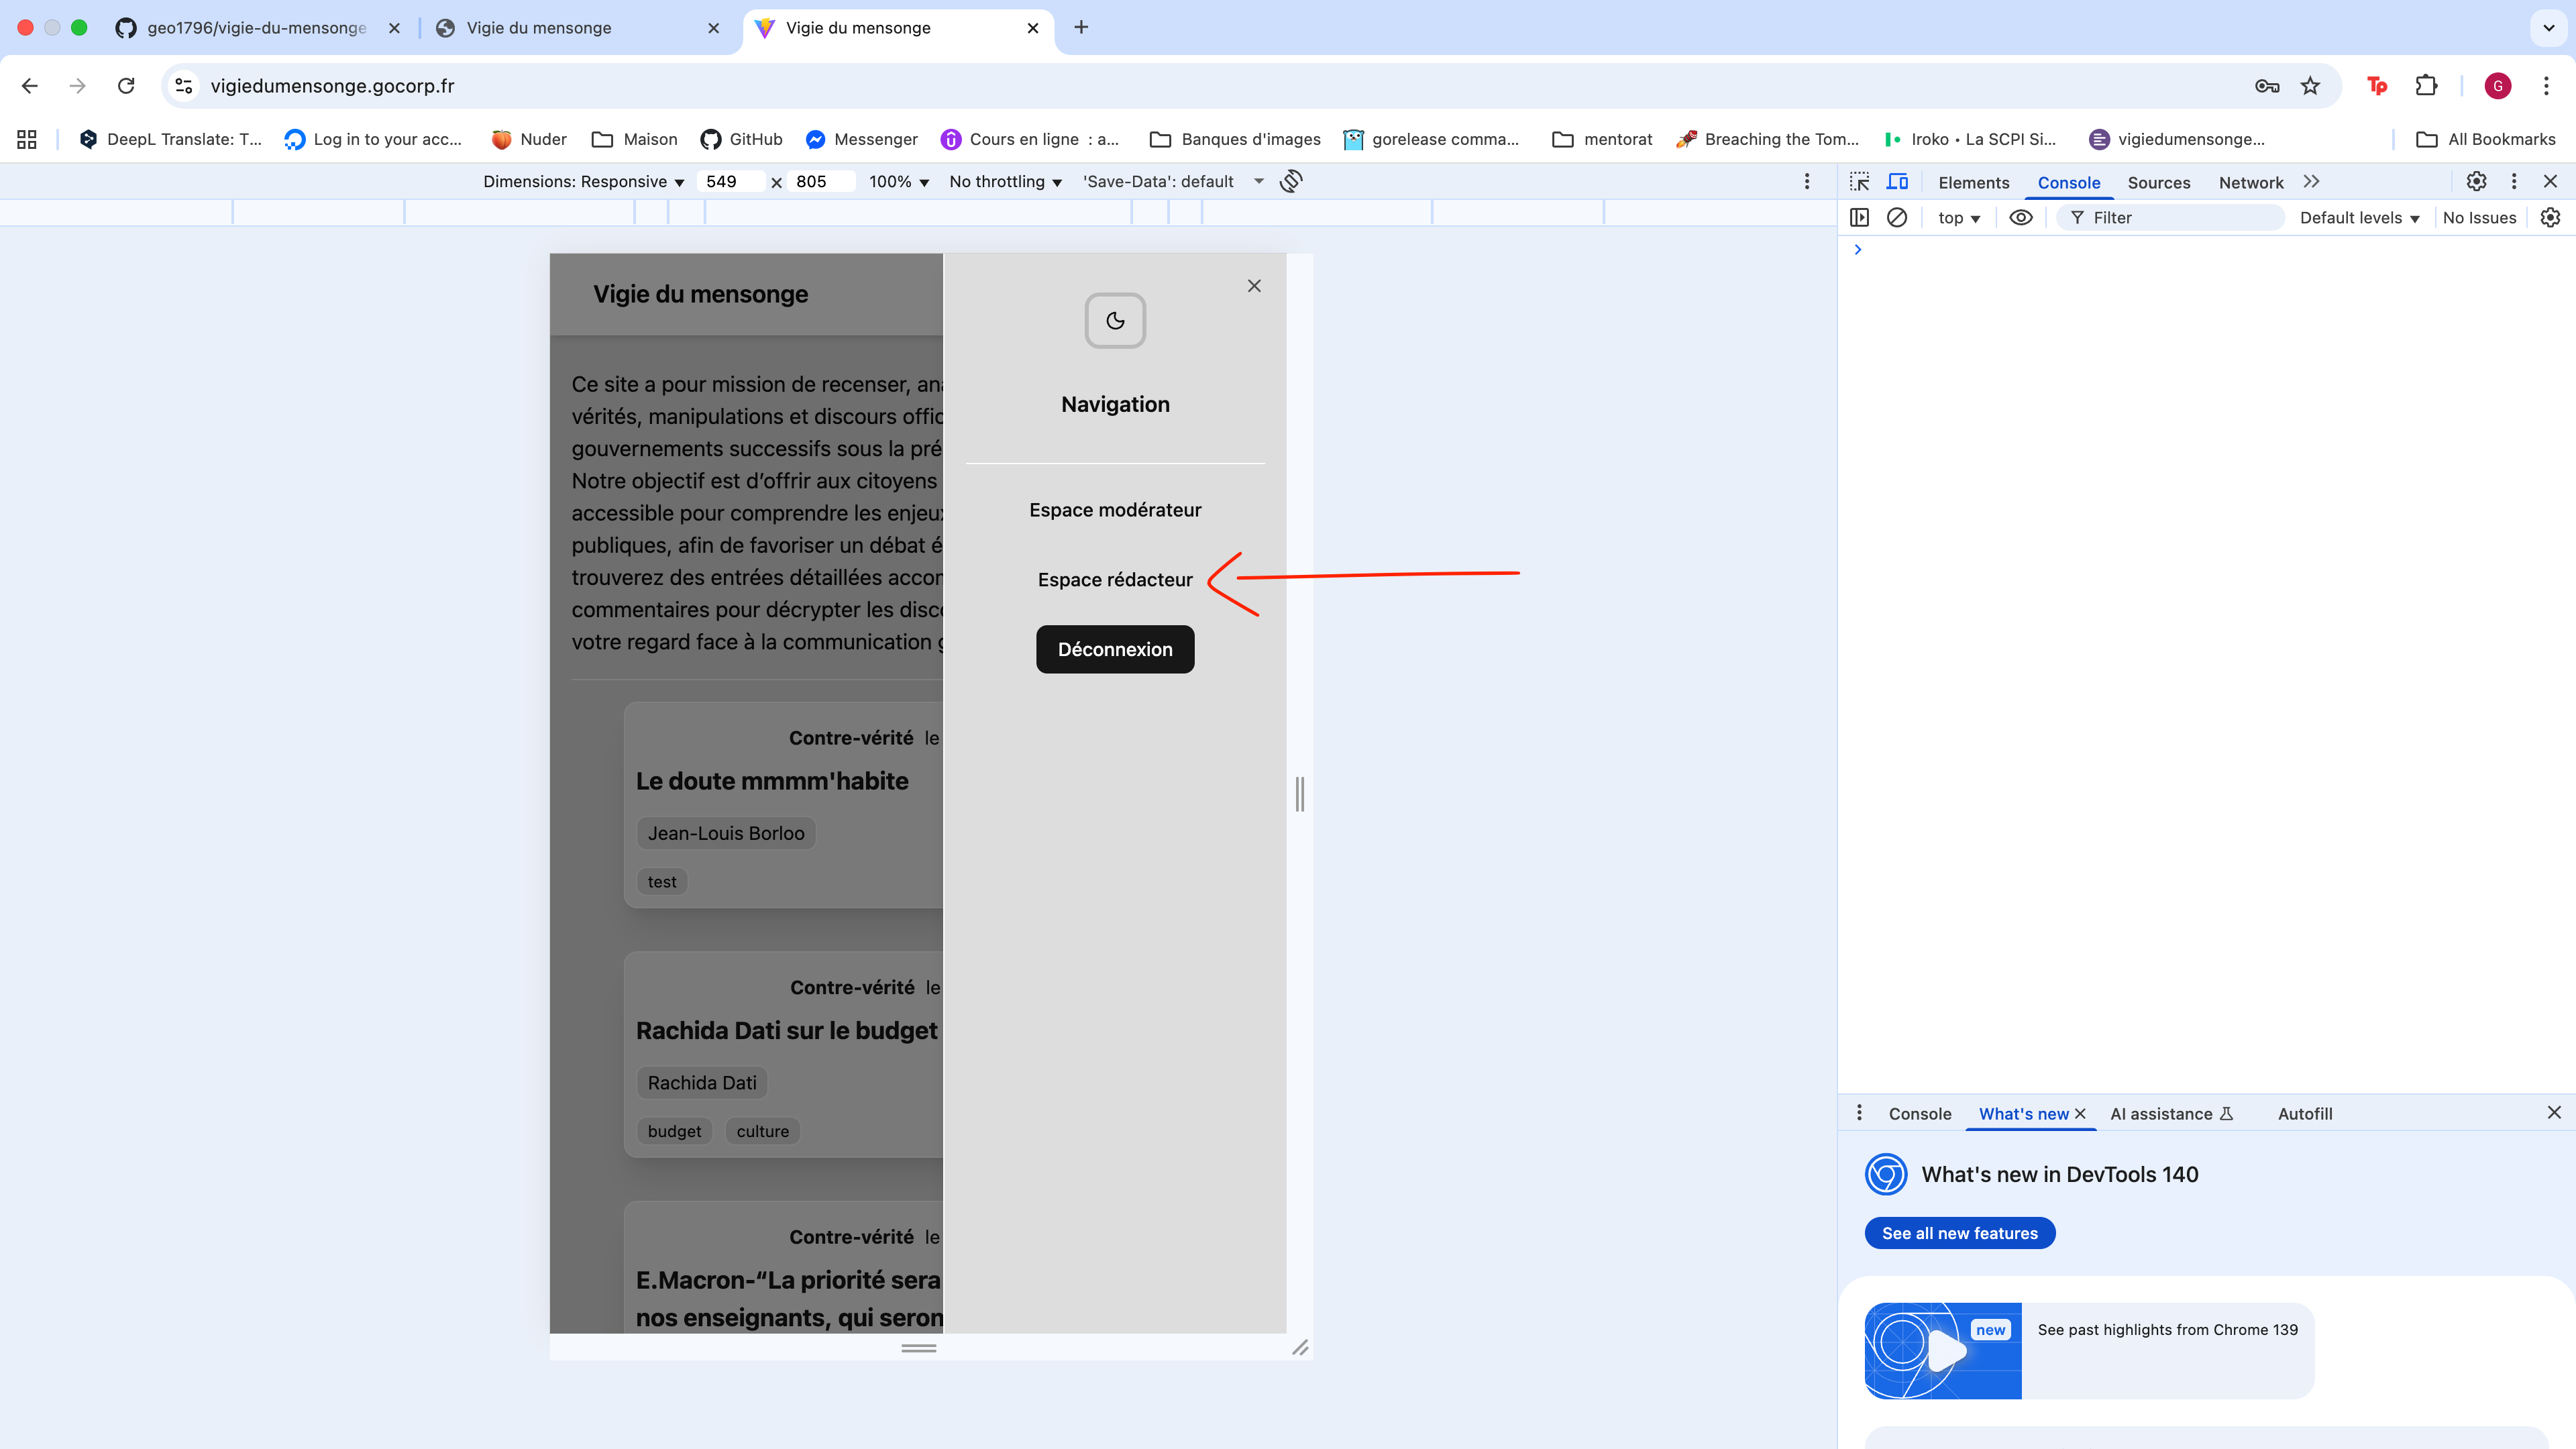 geo1796/vigie-du-mensonge
Vigie du mensonge
Vigie du mensonge
vigiedumensonge.gocorp.fr
Tp
G
DeepL Translate: T...
Log in to your acc...
Nuder
Maison
GitHub
Messenger
Cours en ligne : a...
Banques d'images
gorelease comma...
mentorat
Breaching the Tom...
Iroko • La SCPI Si...
vigiedumensonge...
All Bookmarks
Dimensions: Responsive 549 x 805 100% No throttling 'Save-Data': default
Elements Console Sources Network
top Filter Default levels No Issues
Vigie du mensonge
Ce site a pour mission de recenser, an
vérités, manipulations et discours offic
gouvernements successifs sous la pré
Notre objectif est d’offrir aux citoyens
accessible pour comprendre les enjeu
publiques, afin de favoriser un débat é
trouverez des entrées détaillées accor
commentaires pour décrypter les disc
votre regard face à la communication g
Contre-vérité le
Le doute mmmm'habite
Jean-Louis Borloo
test
Contre-vérité le
Rachida Dati sur le budget
Rachida Dati
budget culture
Contre-vérité le
E.Macron-“La priorité sera
nos enseignants, qui seron
Navigation
Espace modérateur
Espace rédacteur
Déconnexion
Console What's new AI assistance Autofill
What's new in DevTools 140
See all new features
new
See past highlights from Chrome 139